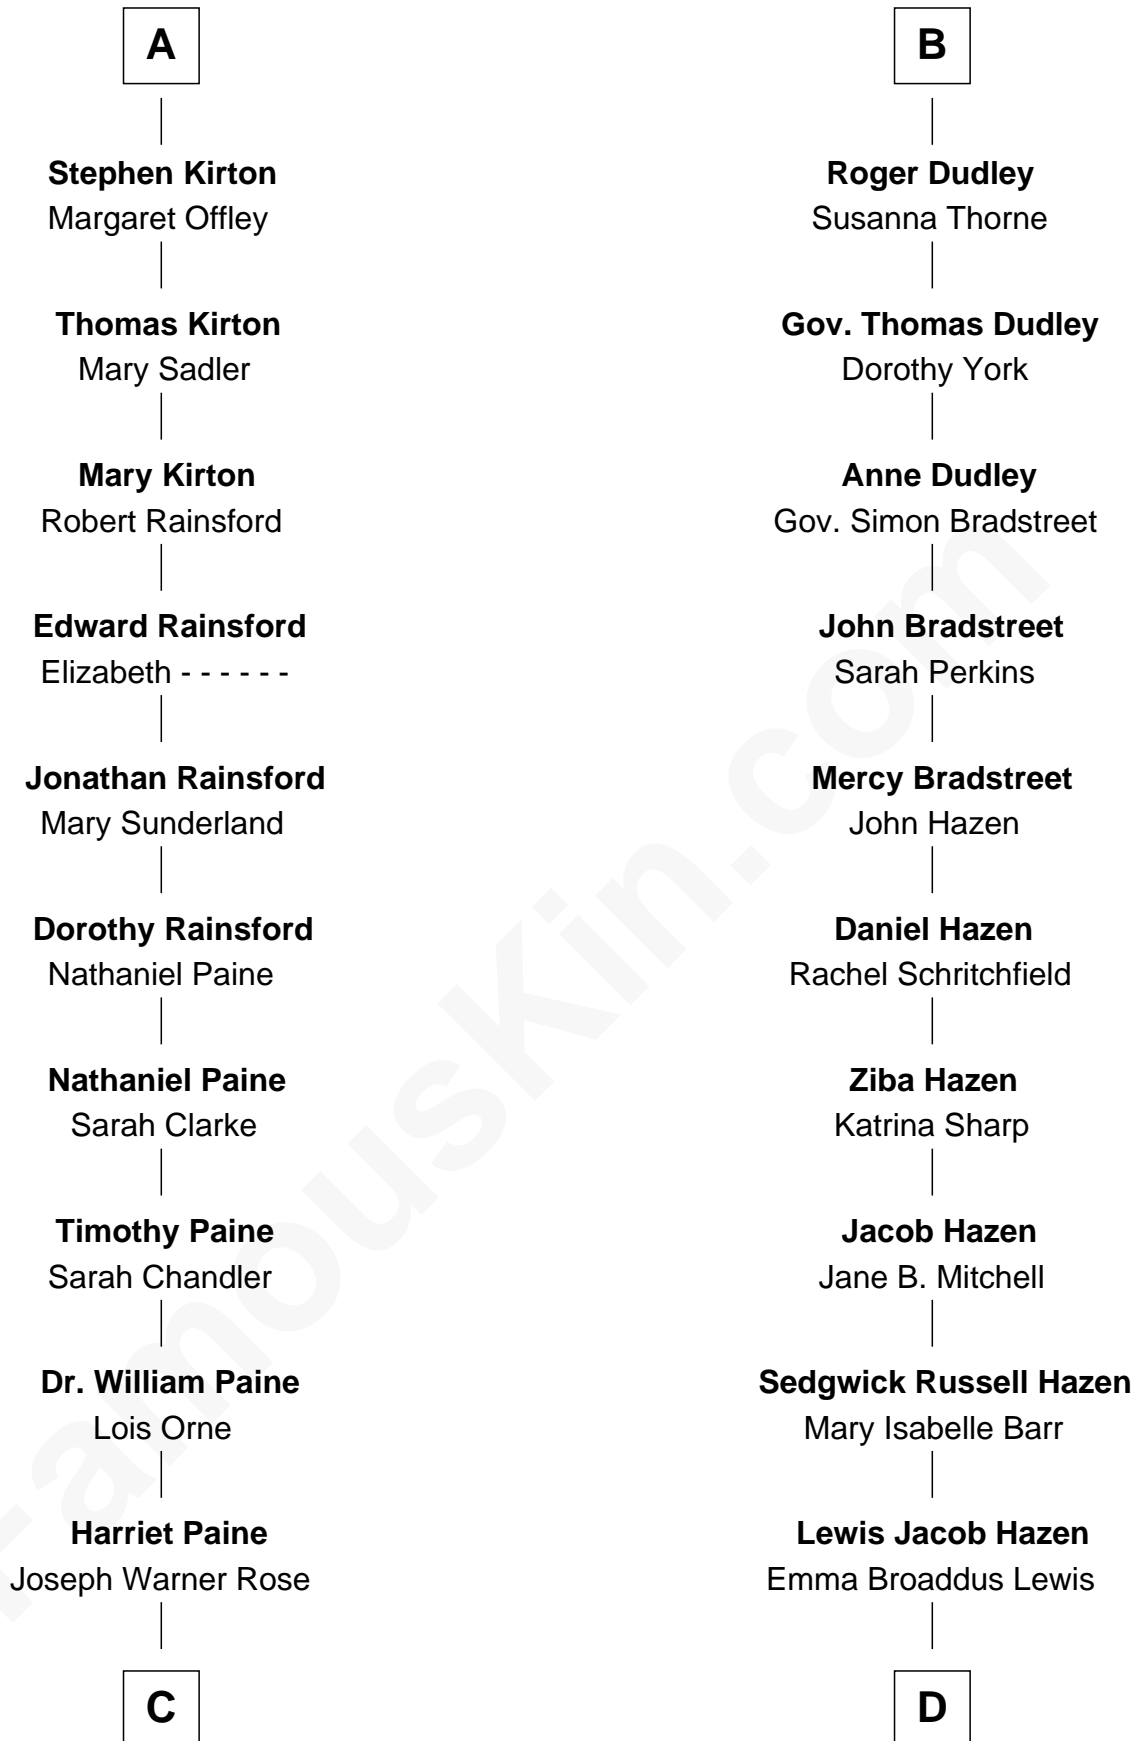 A
Stephen Kirton
Margaret Offley
Thomas Kirton
Mary Sadler
Mary Kirton
Robert Rainsford
Edward Rainsford
Elizabeth - - - - - -
Jonathan Rainsford
Mary Sunderland
Dorothy Rainsford
Nathaniel Paine
Nathaniel Paine
Sarah Clarke
Timothy Paine
Sarah Chandler
Dr. William Paine
Lois Orne
Harriet Paine
Joseph Warner Rose
C
B
Roger Dudley
Susanna Thorne
Gov. Thomas Dudley
Dorothy York
Anne Dudley
Gov. Simon Bradstreet
John Bradstreet
Sarah Perkins
Mercy Bradstreet
John Hazen
Daniel Hazen
Rachel Schritchfield
Ziba Hazen
Katrina Sharp
Jacob Hazen
Jane B. Mitchell
Sedgwick Russell Hazen
Mary Isabelle Barr
Lewis Jacob Hazen
Emma Broaddus Lewis
D
FamousKin.com